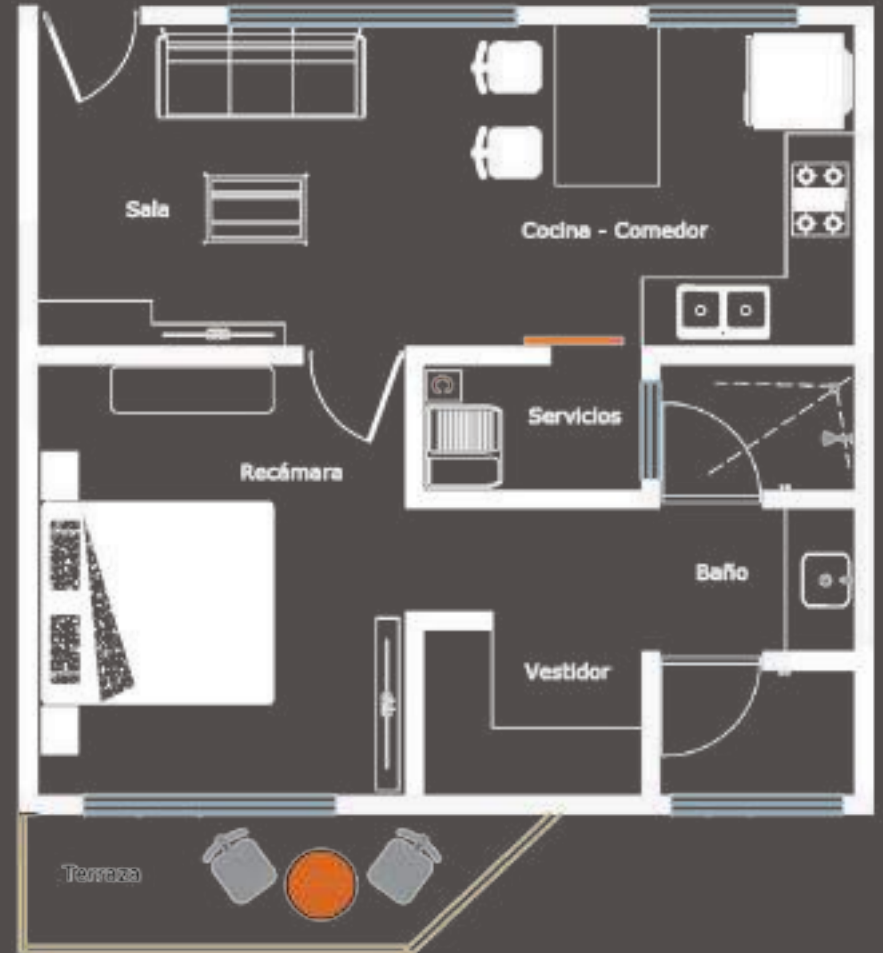 Sala
Cocina - Comedor
Servicios
Recámara
Baño
Vestidor
Terraza